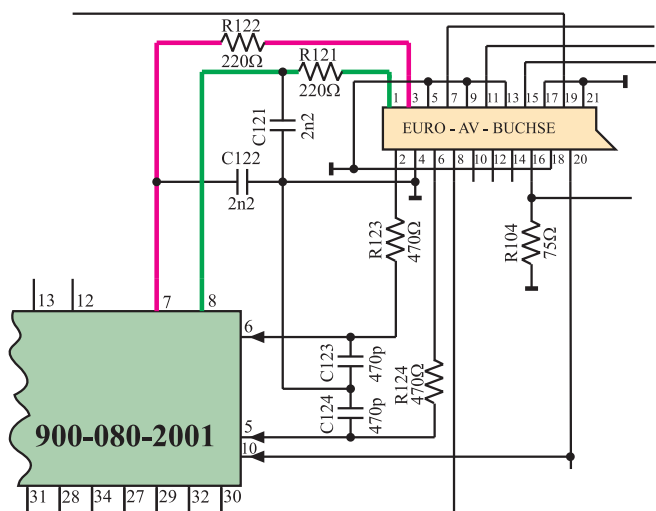 R122
220Ω
R121
220Ω
C121
2n2
C122
2n2
1 3 5 7 9 11 13 15 17 19 21
EURO - AV - BUCHSE
2 4 6 8 10 12 14 16 18 20
R123
470Ω
R104
75Ω
13 12 7 8
6
C123
470p
R124
470Ω
C124
470p
5
900-080-2001
10
31 28 34 27 29 32 30